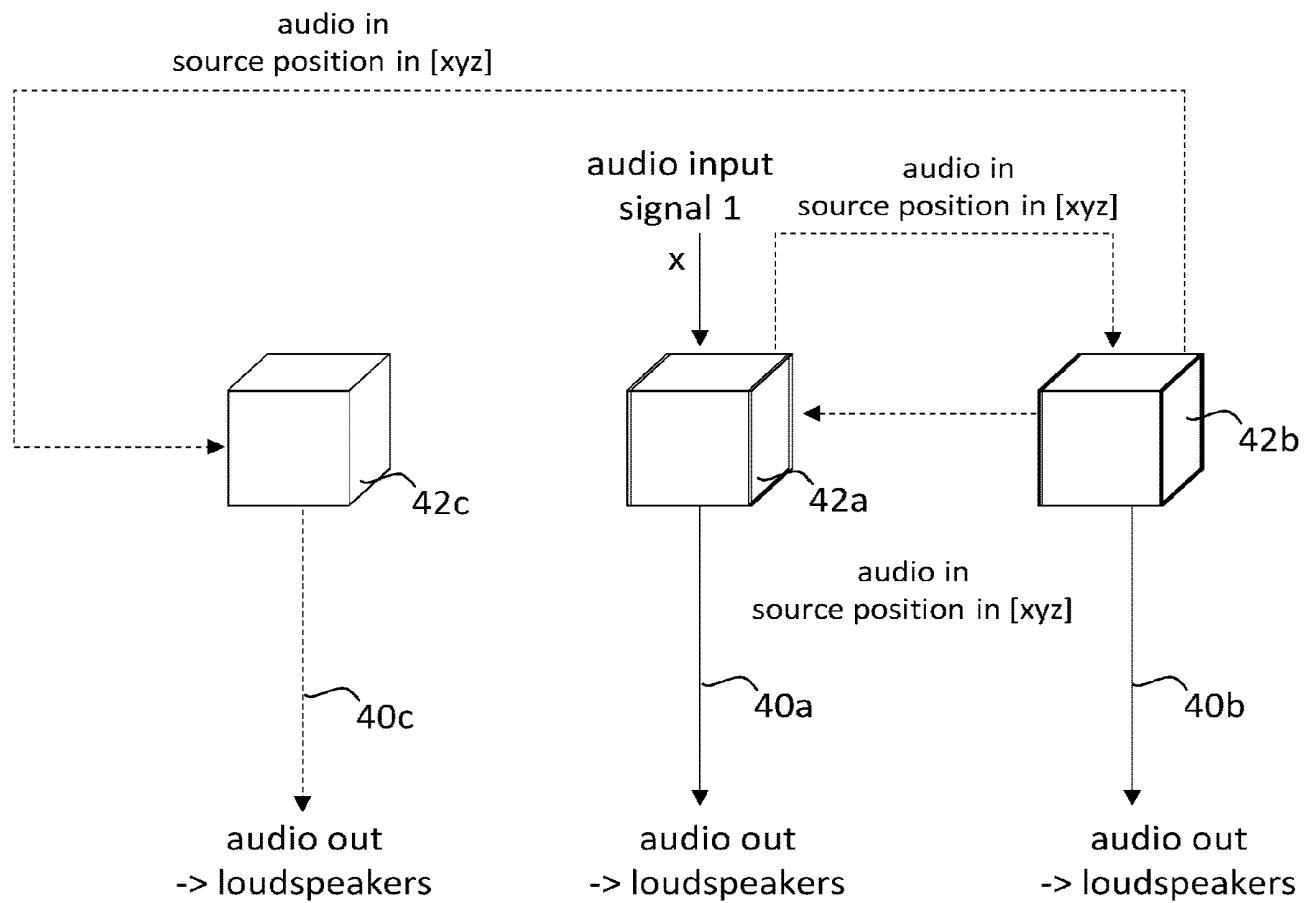 audio in
source position in [xyz]
audio input
signal 1
x
audio in
source position in [xyz]
42c
42a
42b
audio in
source position in [xyz]
40c
40a
40b
audio out
-> loudspeakers
audio out
-> loudspeakers
audio out
-> loudspeakers